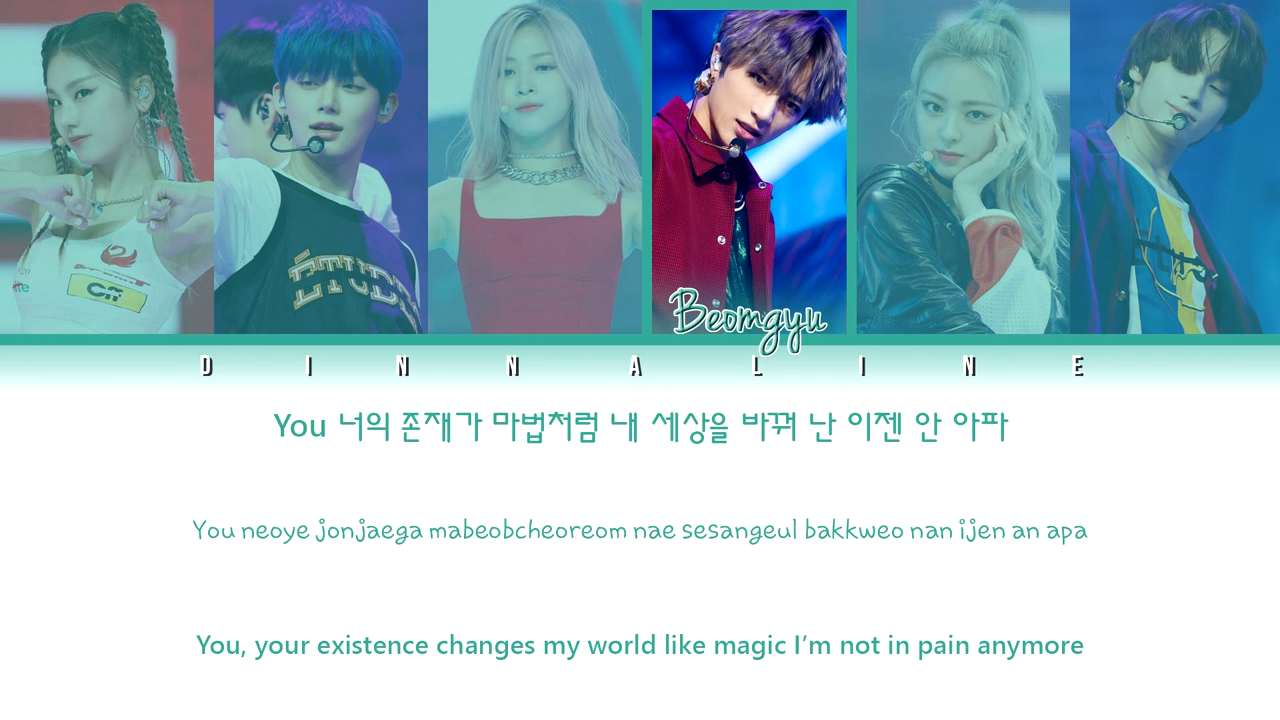 ÉTUDE
Beomgyu
D I N N A L I N E
You 너의 존재가 마법처럼 내 세상을 바꿔 난 이젠 안 아파
You neoye jonjaega mabeobcheoreom nae sesangeul bakkweo nan ijen an apa
You, your existence changes my world like magic I’m not in pain anymore